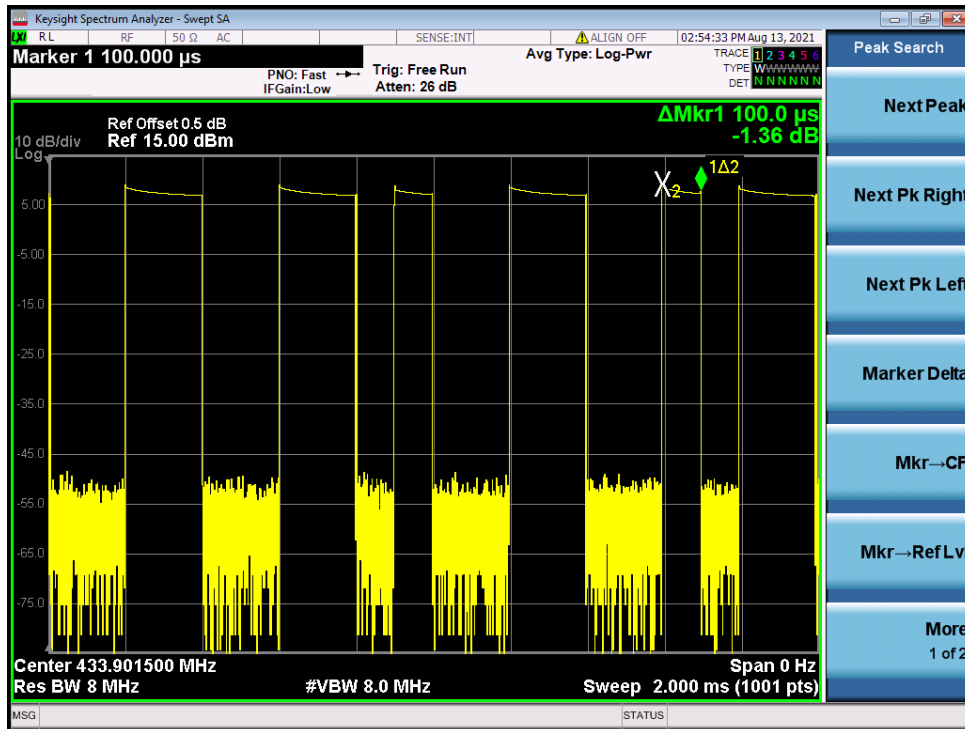 Keysight Spectrum Analyzer - Swept SA
LXI RL RF 50 Ω AC SENSE:INT ALIGN OFF 02:54:33 PM Aug 13, 2021
Marker 1 100.000 µs
PNO: Fast
IFGain:Low
Trig: Free Run
Atten: 26 dB
Avg Type: Log-Pwr
TRACE 1 2 3 4 5 6
TYPE WWWWWW
DET N N N N N N
Peak Search
Next Peak
Next Pk Right
Next Pk Left
Marker Delta
Mkr→CF
Mkr→Ref Lv
More
1 of 2
ΔMkr1 100.0 µs
-1.36 dB
Ref Offset 0.5 dB
10 dB/div Ref 15.00 dBm
Log
1Δ2
X2
5.00
-5.00
-15.0
-25.0
-35.0
-45.0
-55.0
-65.0
-75.0
Center 433.901500 MHz Span 0 Hz
Res BW 8 MHz #VBW 8.0 MHz Sweep 2.000 ms (1001 pts)
MSG STATUS